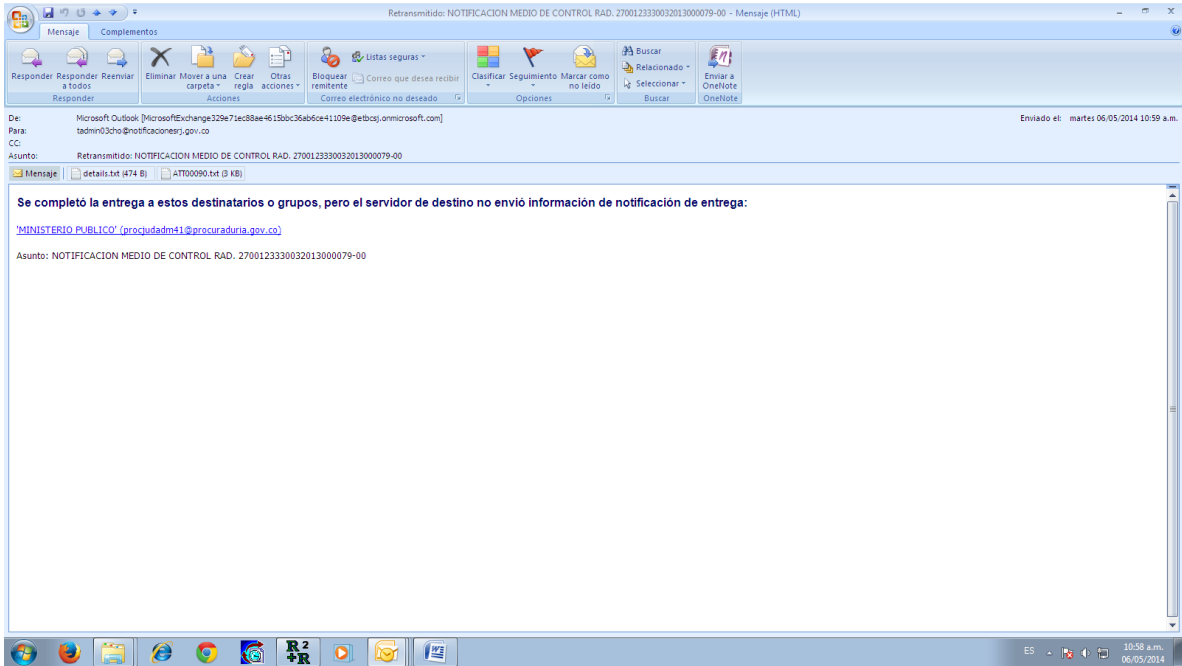 Retransmitido: NOTIFICACION MEDIO DE CONTROL RAD. 2700123330032013000079-00 - Mensaje (HTML)
Mensaje Complementos
Responder Responder a todos Reenviar
Eliminar Mover a una carpeta Crear regla Otras acciones
Bloquear remitente Listas seguras Correo que desea recibir
Clasificar Seguimiento Marcar como no leído
Buscar Relacionado Seleccionar
Enviar a OneNote
Responder Acciones Correo electrónico no deseado Opciones Buscar OneNote
De: Microsoft Outlook [MicrosoftExchange329e71ec88ae4615bbc36ab6ce41109e@etbcsj.onmicrosoft.com] Enviado el: martes 06/05/2014 10:59 a.m.
Para: tadmin03cho@notificacionesrj.gov.co
CC:
Asunto: Retransmitido: NOTIFICACION MEDIO DE CONTROL RAD. 2700123330032013000079-00
Mensaje details.txt (474 B) ATT00090.txt (3 KB)
Se completó la entrega a estos destinatarios o grupos, pero el servidor de destino no envió información de notificación de entrega:
'MINISTERIO PUBLICO' (procjudadm41@procuraduria.gov.co)
Asunto: NOTIFICACION MEDIO DE CONTROL RAD. 2700123330032013000079-00
R2+R
ES 10:58 a.m.
06/05/2014